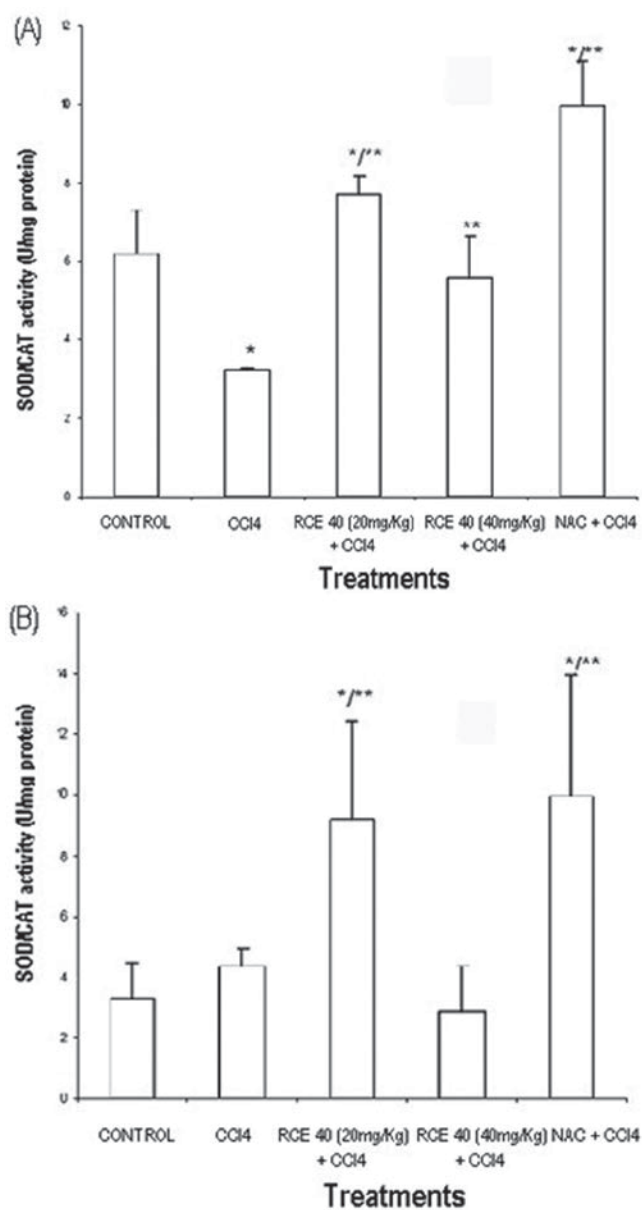 (A)
SOD/CAT activity (U/mg protein)
12
10
8
6
4
2
0
*
*/**
**
*/**
CONTROL CCl4 RCE 40 (20mg/Kg) + CCl4 RCE 40 (40mg/Kg) + CCl4 NAC + CCl4
Treatments
(B)
SOD/CAT activity (U/mg protein)
16
14
12
10
8
6
4
2
0
*/**
*/**
CONTROL CCl4 RCE 40 (20mg/Kg) + CCl4 RCE 40 (40mg/Kg) + CCl4 NAC + CCl4
Treatments